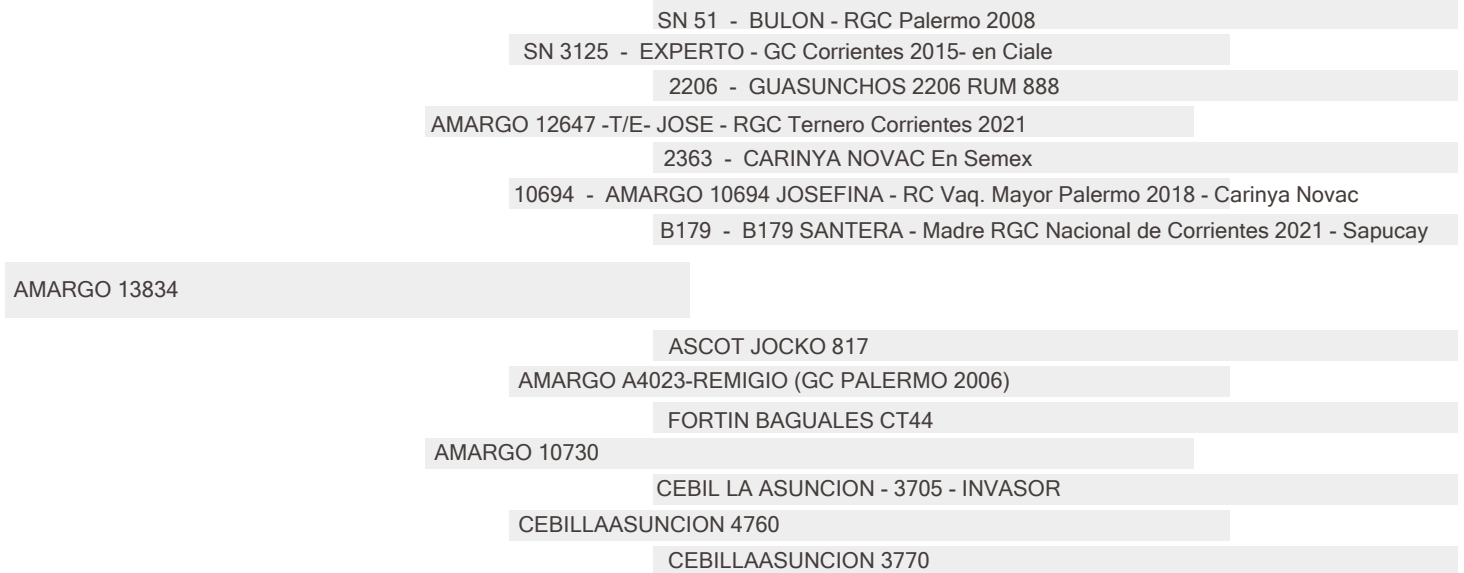 SN 51 - BULON - RGC Palermo 2008
SN 3125 - EXPERTO - GC Corrientes 2015- en Ciale
2206 - GUASUNCHOS 2206 RUM 888
AMARGO 12647 -T/E- JOSE - RGC Ternero Corrientes 2021
2363 - CARINYA NOVAC En Semex
10694 - AMARGO 10694 JOSEFINA - RC Vaq. Mayor Palermo 2018 - Carinya Novac
B179 - B179 SANTERA - Madre RGC Nacional de Corrientes 2021 - Sapucay
AMARGO 13834
ASCOT JOCKO 817
AMARGO A4023-REMIGIO (GC PALERMO 2006)
FORTIN BAGUALES CT44
AMARGO 10730
CEBIL LA ASUNCION - 3705 - INVASOR
CEBILLAASUNCION 4760
CEBILLAASUNCION 3770